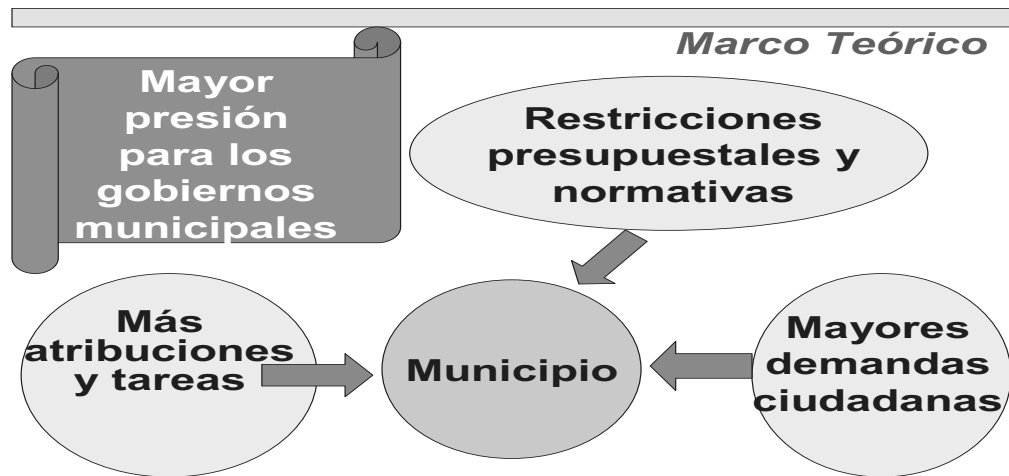 Marco Teórico
Mayor
presión
para los
gobiernos
municipales
Restricciones
presupuestales y
normativas
Más
atribuciones
y tareas
Municipio
Mayores
demandas
ciudadanas